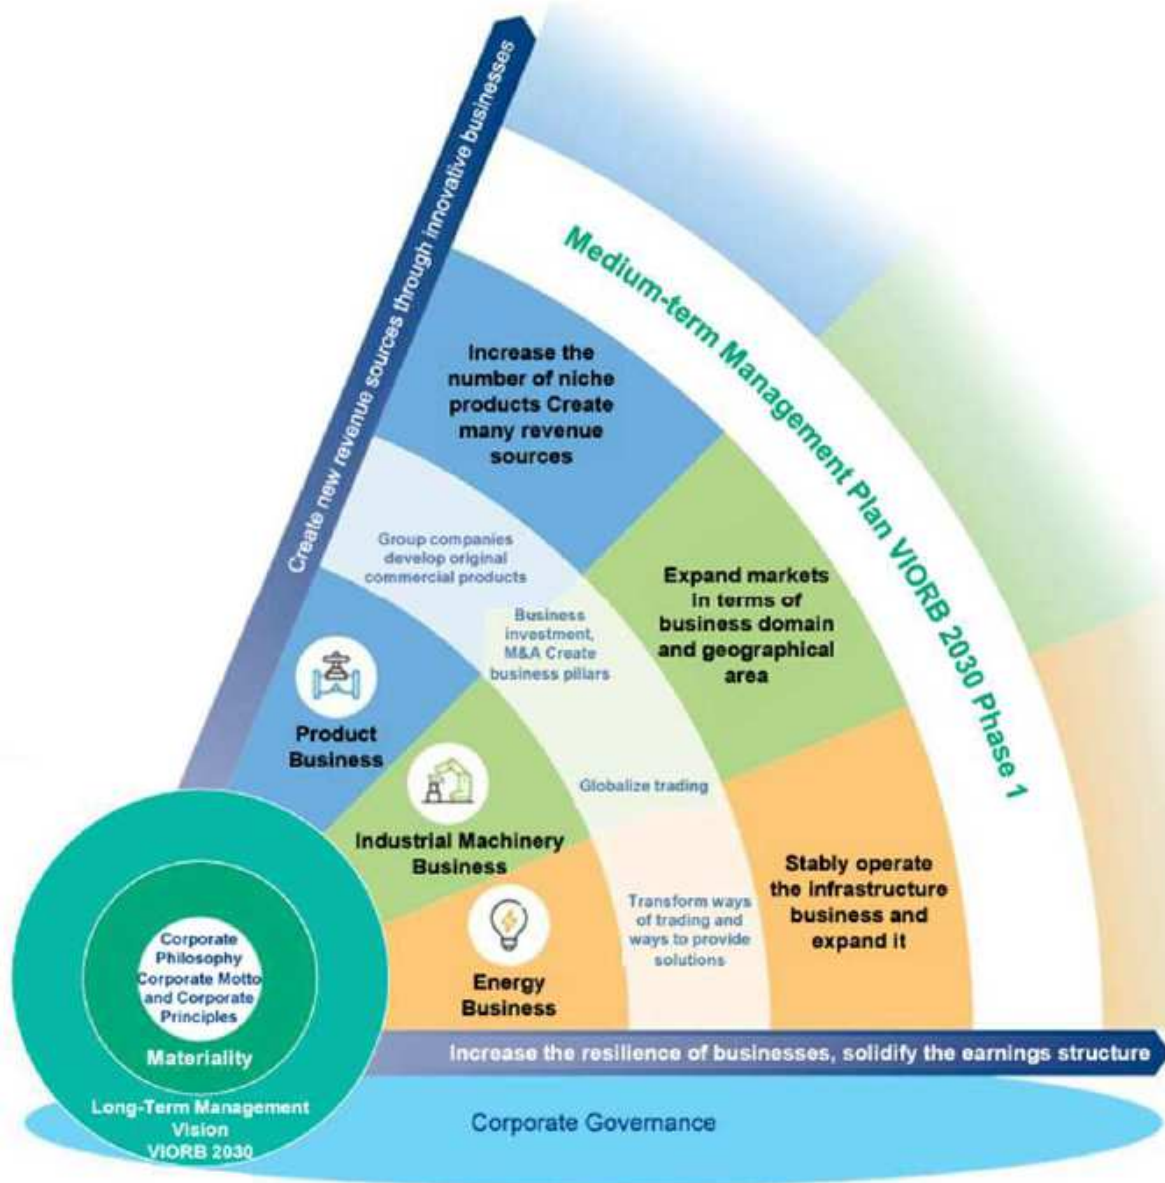 Create new revenue sources through innovative businesses
Medium-term Management Plan VIORB 2030 Phase 1
Increase the
number of niche
products Create
many revenue
sources
Group companies
develop original
commercial products
Expand markets
in terms of
business domain
and geographical
area
Business
investment,
M&A Create
business pillars
Product
Business
Globalize trading
Industrial Machinery
Business
Stably operate
the infrastructure
business and
expand it
Transform ways
of trading and
ways to provide
solutions
Energy
Business
Corporate
Philosophy
Corporate Motto
and Corporate
Principles
Materiality
Long-Term Management
Vision
VIORB 2030
Increase the resilience of businesses, solidify the earnings structure
Corporate Governance